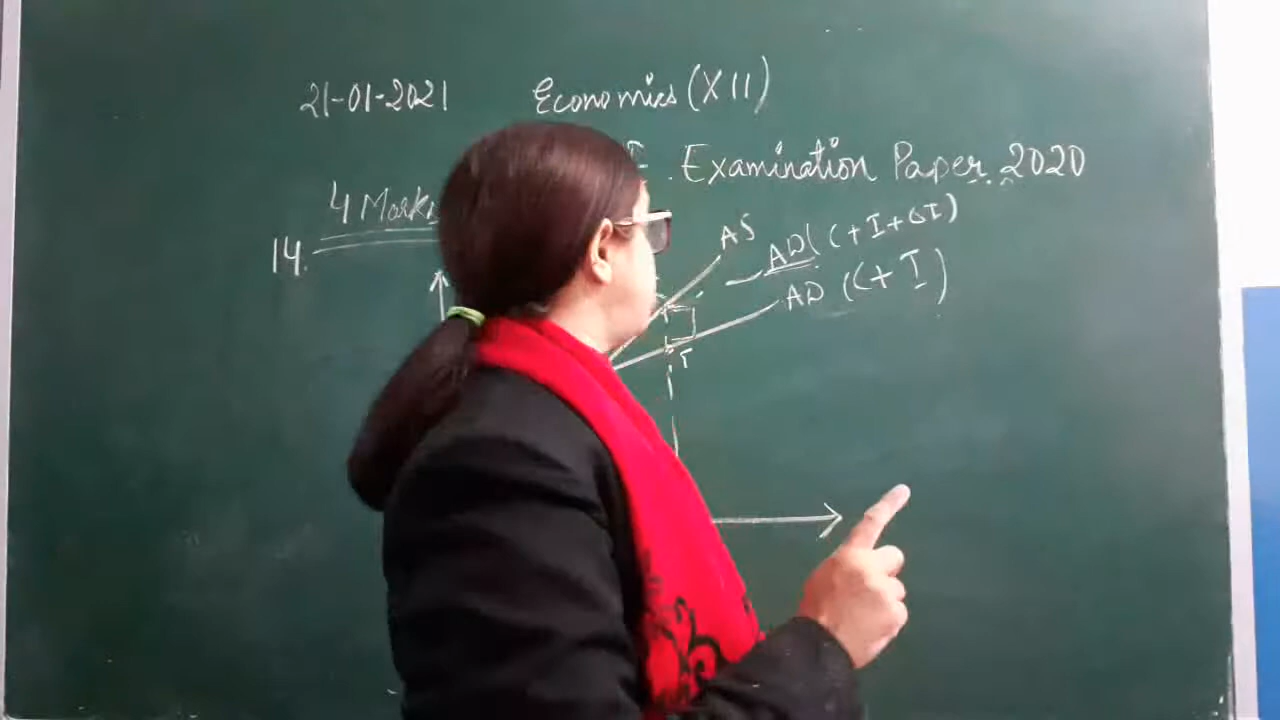 21-01-2021 Economics (XII)
. Examination Paper 2020
4 Marks
14.
AS
AD (C+I+GI)
AD (C+I)